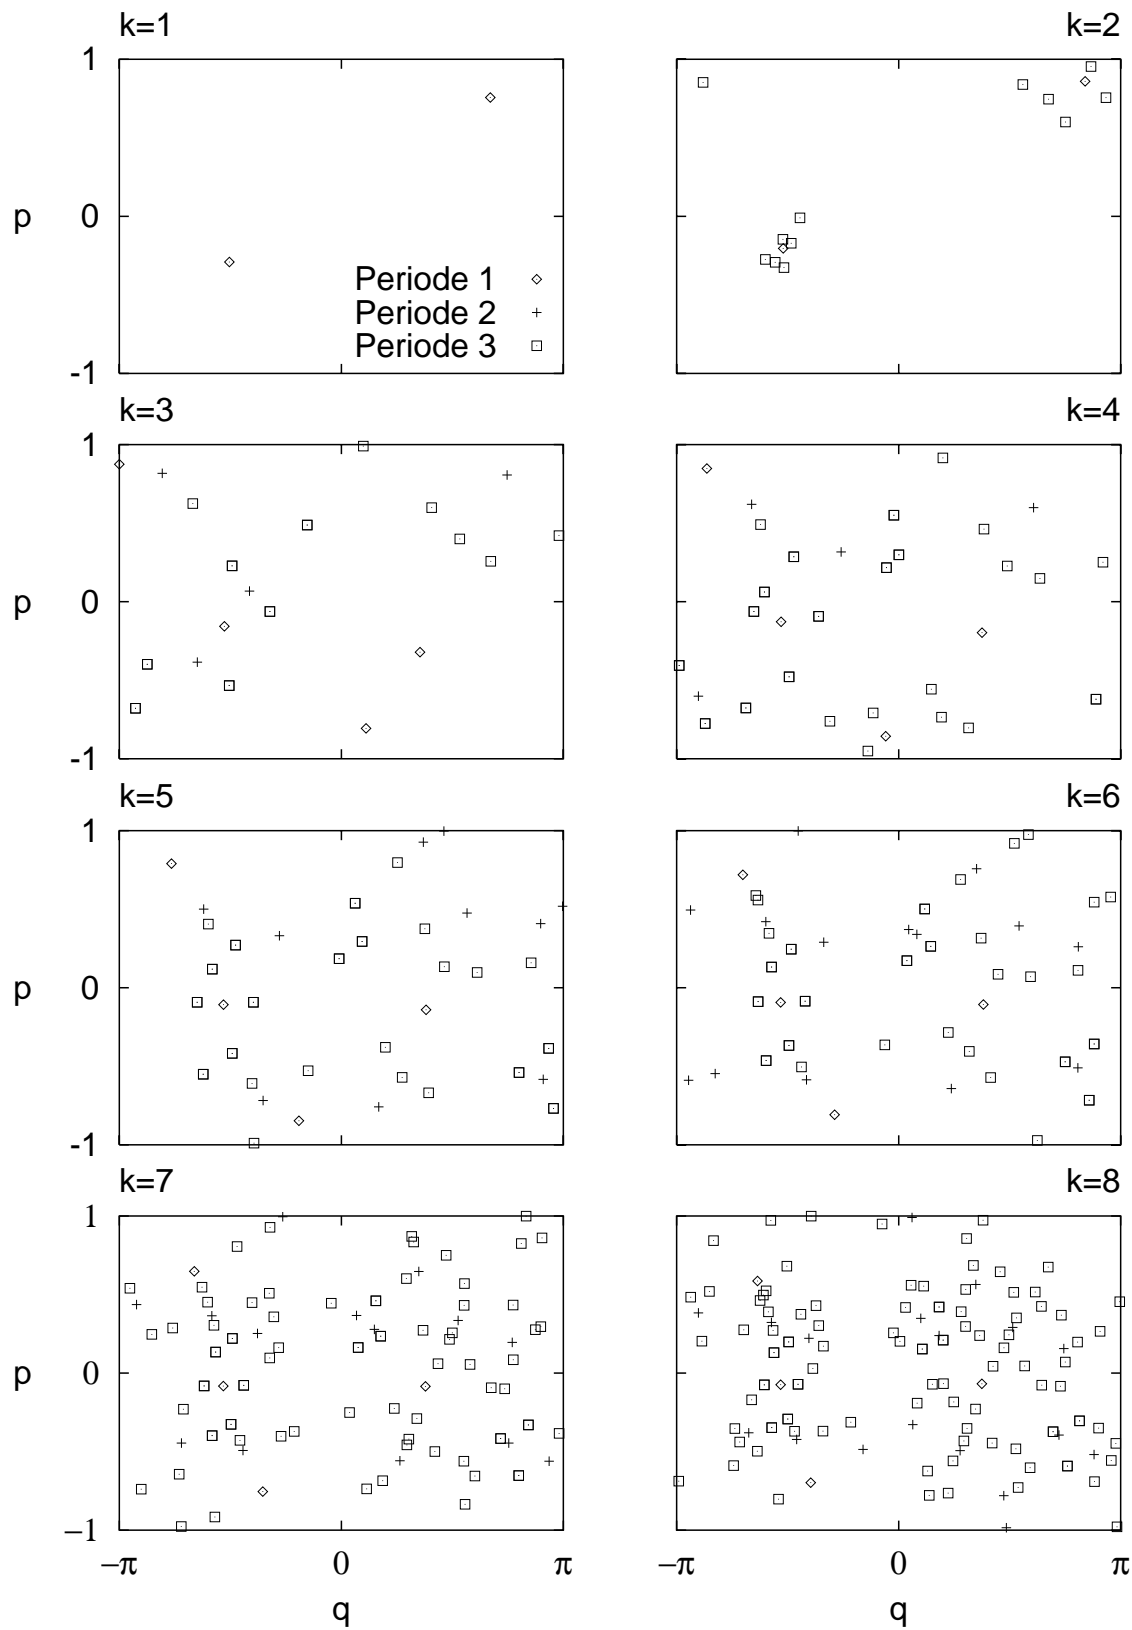 k=1
k=2
1
p 0
Periode 1
Periode 2
Periode 3
-1
k=3
k=4
1
p 0
-1
k=5
k=6
1
p 0
-1
k=7
k=8
1
p 0
−1
−π 0 π −π 0 π
q q